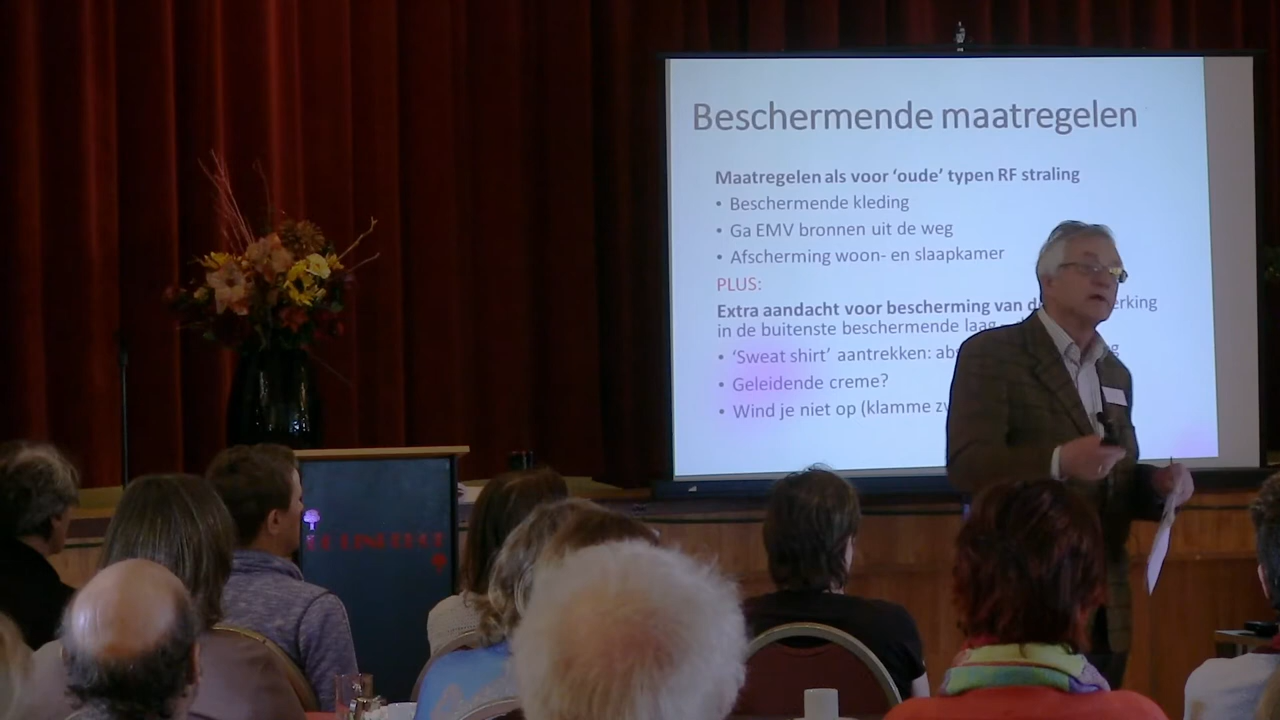 Beschermende maatregelen
Maatregelen als voor ‘oude’ typen RF straling
• Beschermende kleding
• Ga EMV bronnen uit de weg
• Afscherming woon- en slaapkamer
PLUS:
Extra aandacht voor bescherming van
in de buitenste beschermende laag
• ‘Sweat shirt’ aantrekken:
• Geleidende creme?
• Wind je niet op (klamme